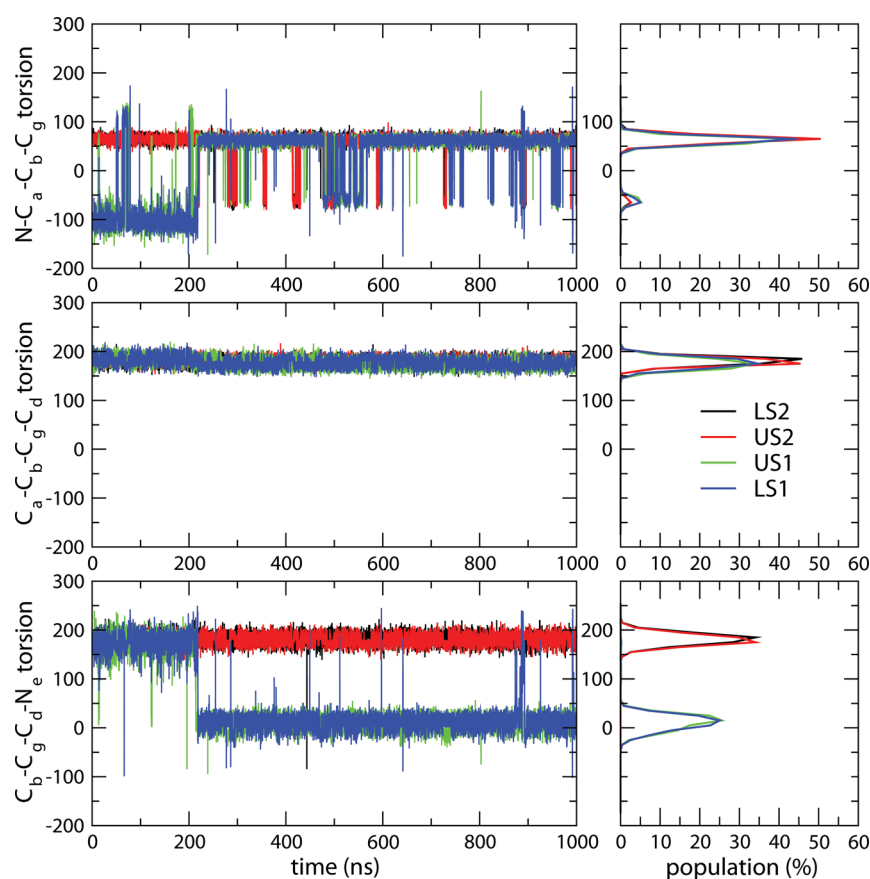 N-Ca-Cb-Cg torsion
300
200
100
0
-100
-200
0 200 400 600 800 1000
100
0
0 10 20 30 40 50 60
Ca-Cb-Cg-Cd torsion
300
200
100
0
-100
-200
0 200 400 600 800 1000
200
100
0
0 10 20 30 40 50 60
LS2
US2
US1
LS1
Cb-Cg-Cd-Ne torsion
300
200
100
0
-100
-200
0 200 400 600 800 1000
time (ns)
200
100
0
0 10 20 30 40 50 60
population (%)